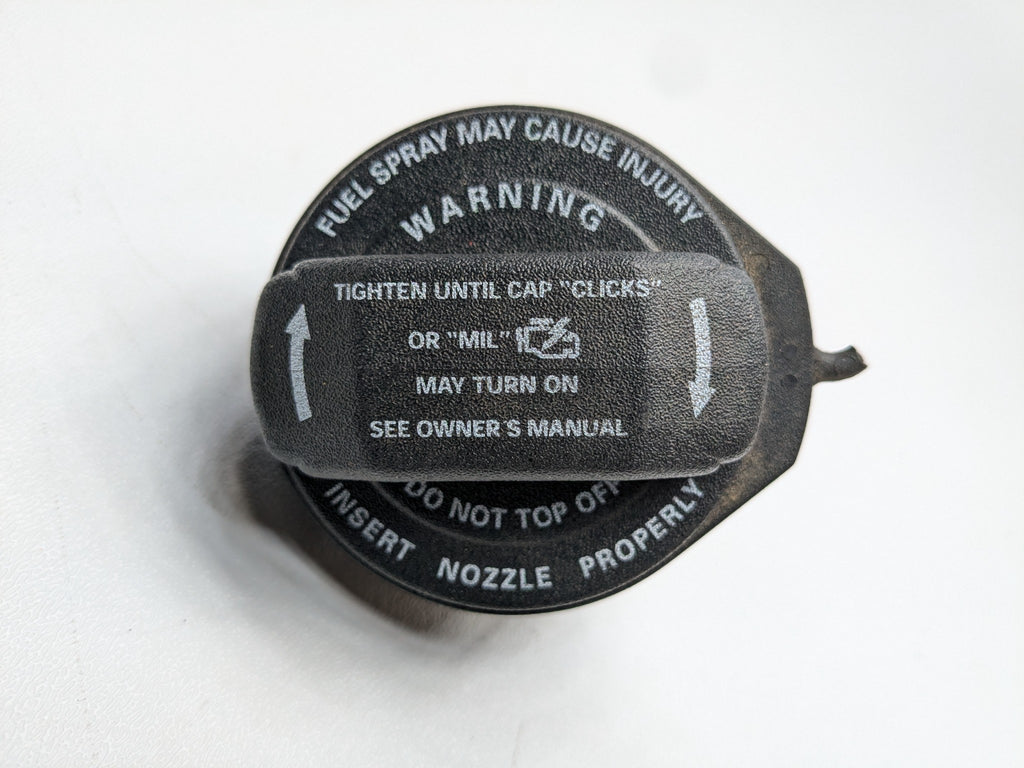 FUEL SPRAY MAY CAUSE INJURY
WARNING
TIGHTEN UNTIL CAP "CLICKS"
OR "MIL"
MAY TURN ON
SEE OWNER'S MANUAL
DO NOT TOP OFF
INSERT NOZZLE PROPERLY